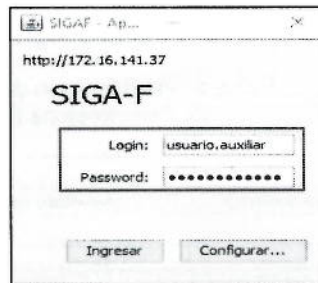 SIGAF - Ap...
http://172.16.141.37
SIGA-F
Login: usuario.auxiliar
Password: ••••••••••••
Ingresar Configurar...